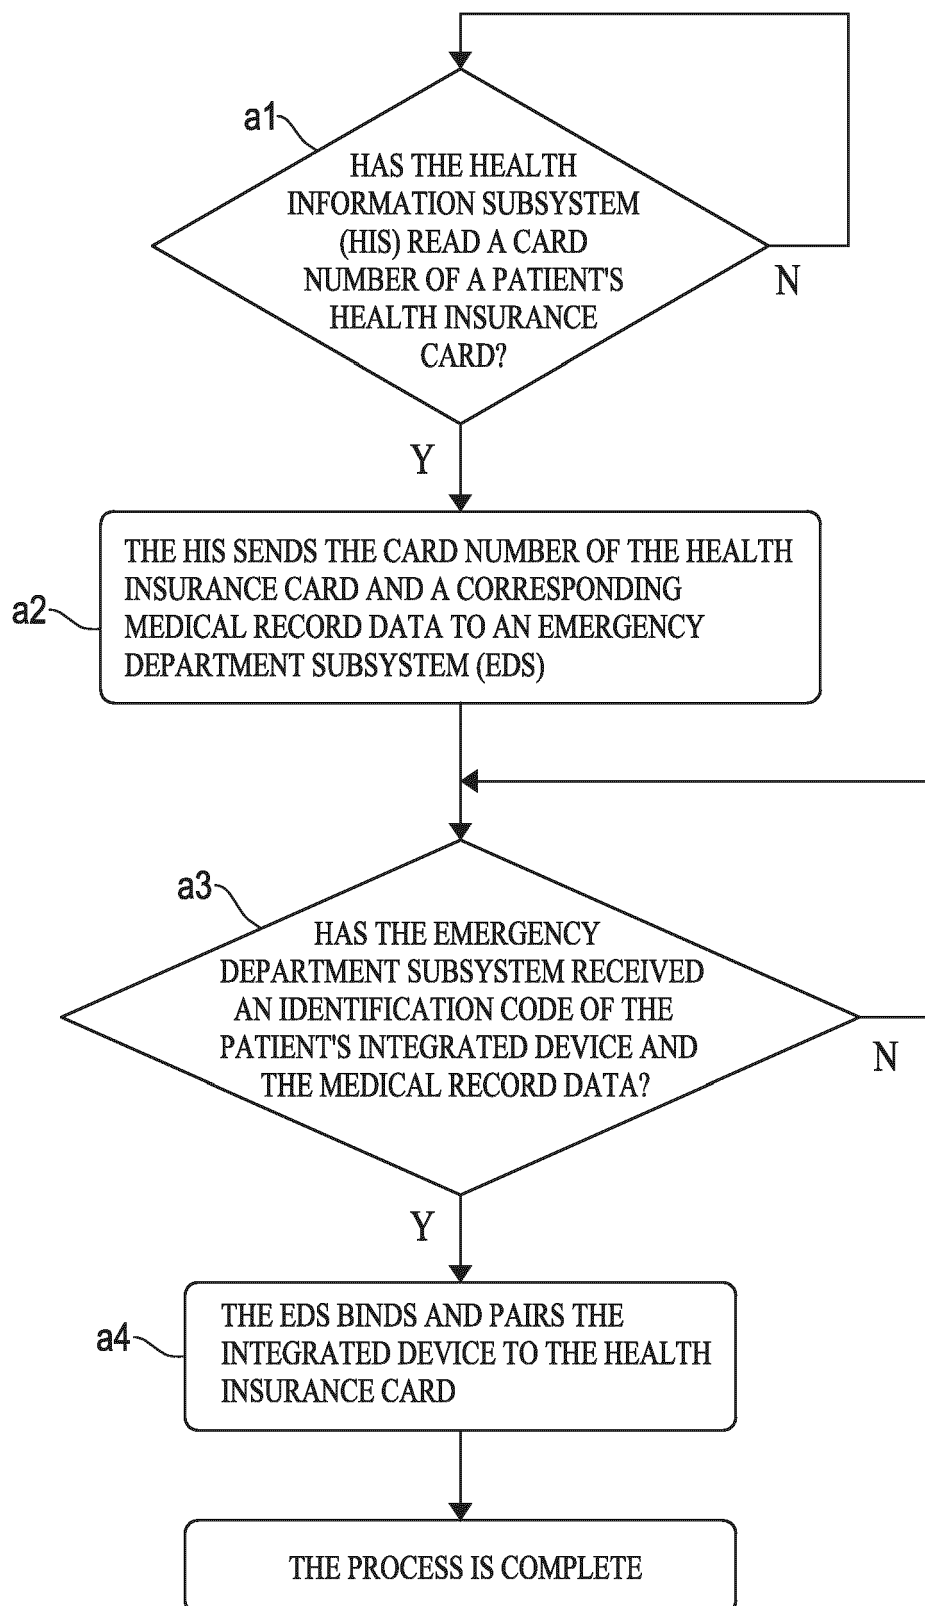 a1
HAS THE HEALTH
INFORMATION SUBSYSTEM
(HIS) READ A CARD
NUMBER OF A PATIENT'S
HEALTH INSURANCE
CARD?
N
Y
a2
THE HIS SENDS THE CARD NUMBER OF THE HEALTH
INSURANCE CARD AND A CORRESPONDING
MEDICAL RECORD DATA TO AN EMERGENCY
DEPARTMENT SUBSYSTEM (EDS)
a3
HAS THE EMERGENCY
DEPARTMENT SUBSYSTEM RECEIVED
AN IDENTIFICATION CODE OF THE
PATIENT'S INTEGRATED DEVICE AND
THE MEDICAL RECORD DATA?
N
Y
a4
THE EDS BINDS AND PAIRS THE
INTEGRATED DEVICE TO THE HEALTH
INSURANCE CARD
THE PROCESS IS COMPLETE